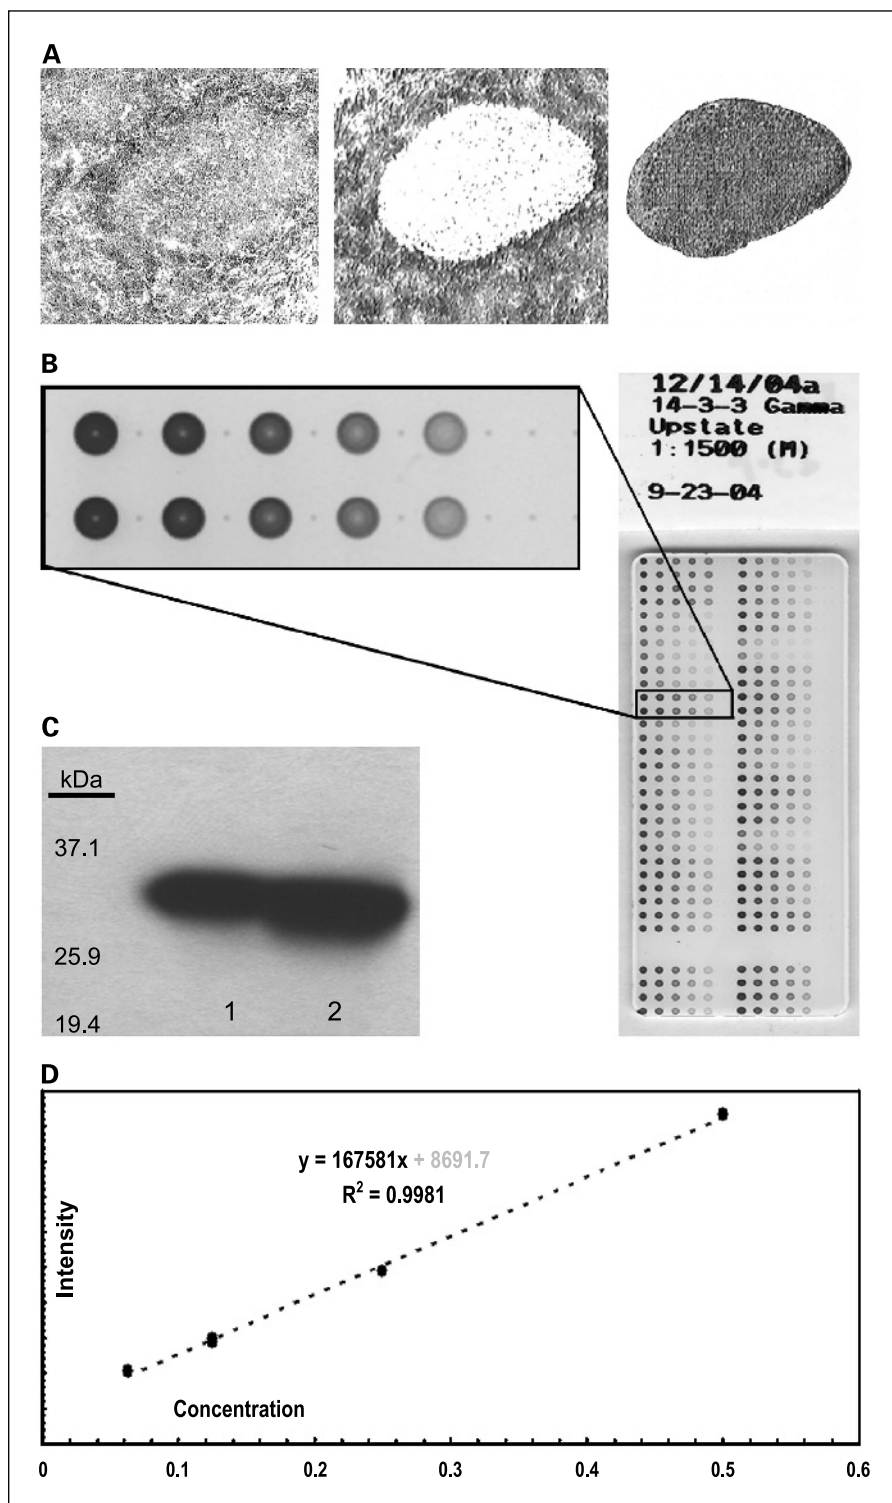 A
B
12/14/04a
14-3-3 Gamma
Upstate
1:1500 (M)
9-23-04
C
kDa
37.1
25.9
19.4
1
2
D
y = 167581x + 8691.7
R² = 0.9981
Intensity
Concentration
0 0.1 0.2 0.3 0.4 0.5 0.6